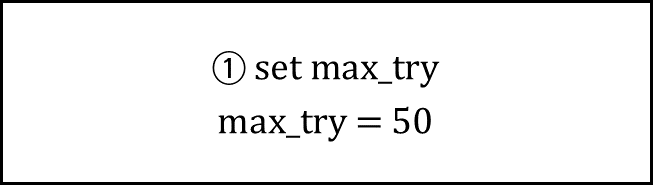 ① set max_try
max_try = 50